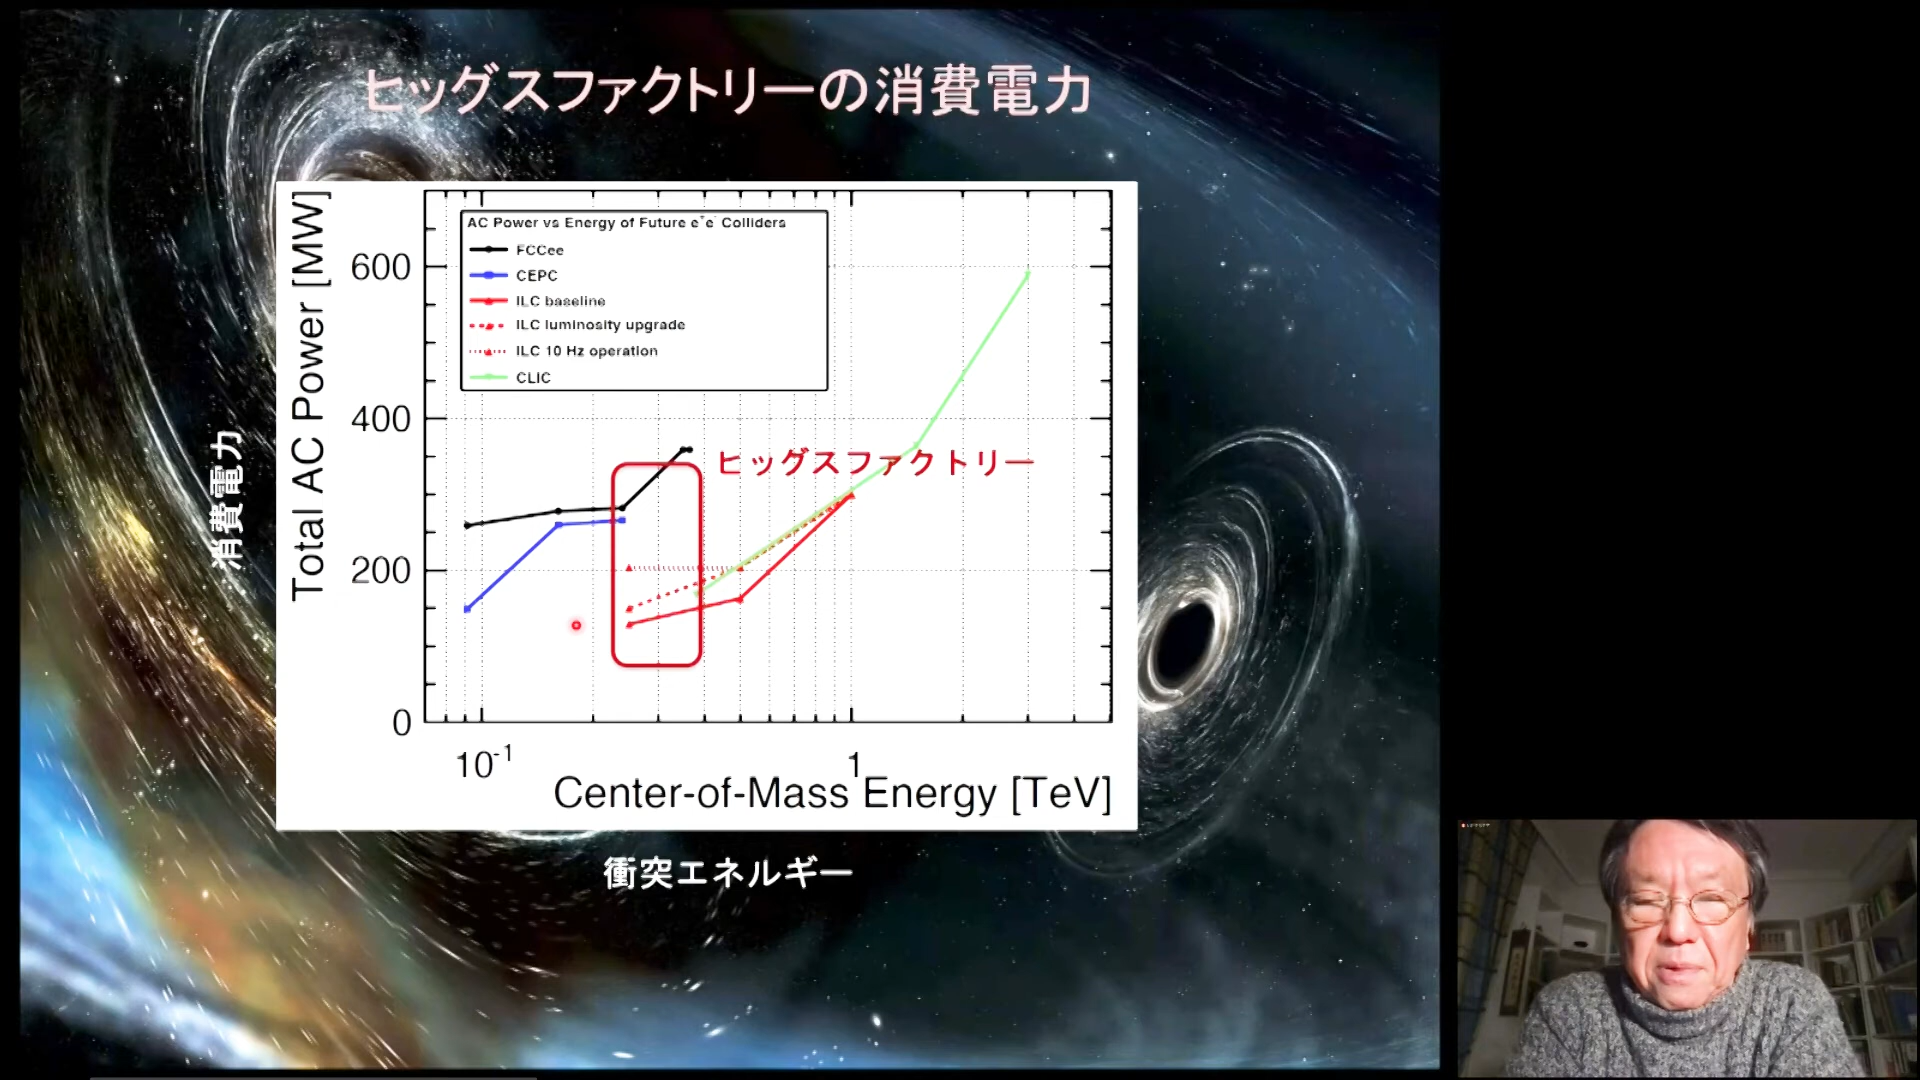 ヒッグスファクトリーの消費電力
Total AC Power [MW]
消費電力
AC Power vs Energy of Future e+e- Colliders
FCCee
CEPC
ILC baseline
ILC luminosity upgrade
ILC 10 Hz operation
CLIC
600
400
200
0
ヒッグスファクトリー
10-1
1
Center-of-Mass Energy [TeV]
衝突エネルギー